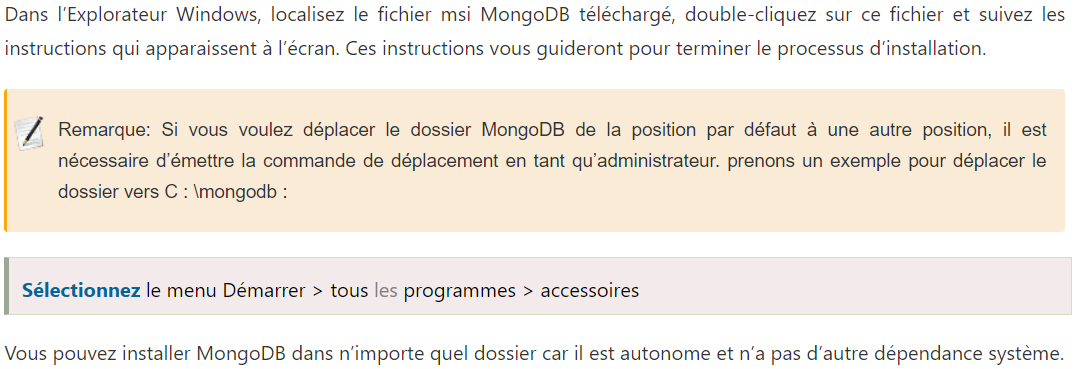 Dans l’Explorateur Windows, localisez le fichier msi MongoDB téléchargé, double-cliquez sur ce fichier et suivez les
instructions qui apparaissent à l’écran. Ces instructions vous guideront pour terminer le processus d’installation.
Remarque: Si vous voulez déplacer le dossier MongoDB de la position par défaut à une autre position, il est
nécessaire d’émettre la commande de déplacement en tant qu’administrateur. prenons un exemple pour déplacer le
dossier vers C : \mongodb :
Sélectionnez le menu Démarrer > tous les programmes > accessoires
Vous pouvez installer MongoDB dans n’importe quel dossier car il est autonome et n’a pas d’autre dépendance système.